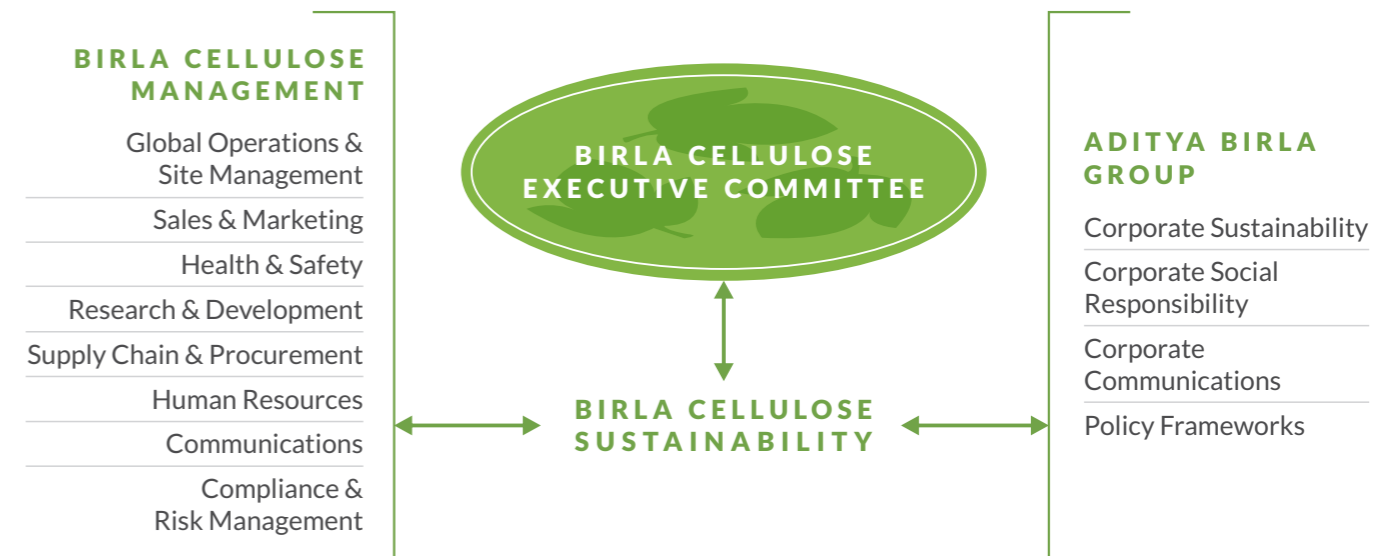 BIRLA CELLULOSE
MANAGEMENT
Global Operations &
Site Management
Sales & Marketing
Health & Safety
Research & Development
Supply Chain & Procurement
Human Resources
Communications
Compliance &
Risk Management
BIRLA CELLULOSE
EXECUTIVE COMMITTEE
BIRLA CELLULOSE
SUSTAINABILITY
ADITYA BIRLA
GROUP
Corporate Sustainability
Corporate Social
Responsibility
Corporate
Communications
Policy Frameworks